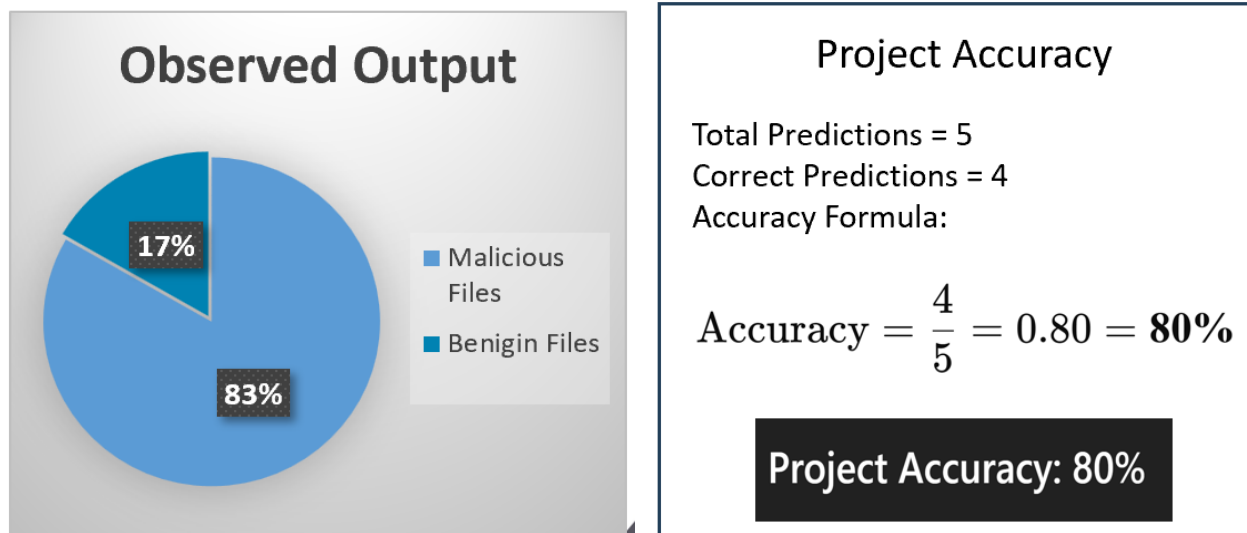 Observed Output
17%
83%
Malicious
Files
Benigin Files
Project Accuracy
Total Predictions = 5
Correct Predictions = 4
Accuracy Formula:
Accuracy = 4/5 = 0.80 = 80%
Project Accuracy: 80%